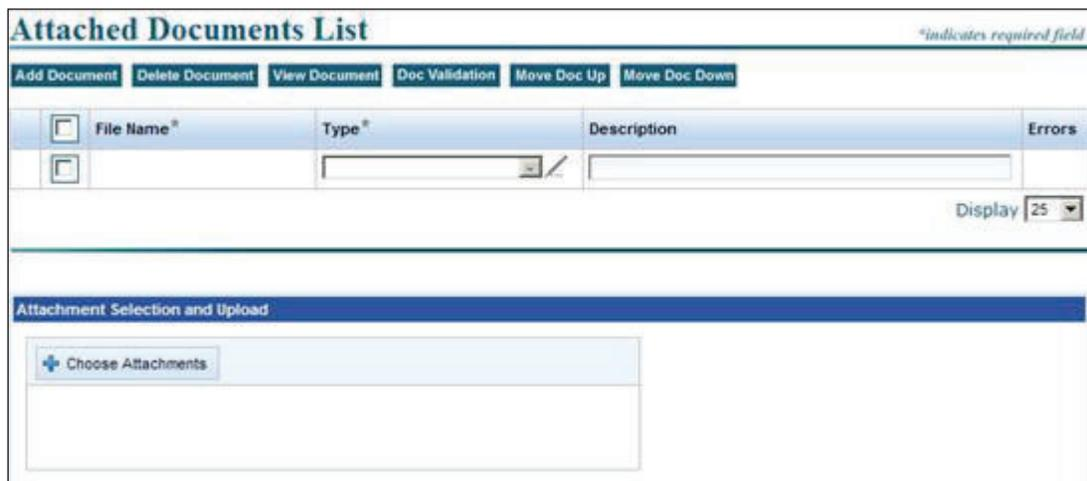 Attached Documents List
*indicates required field
Add Document Delete Document View Document Doc Validation Move Doc Up Move Doc Down
File Name* Type* Description Errors
Display 25
Attachment Selection and Upload
Choose Attachments